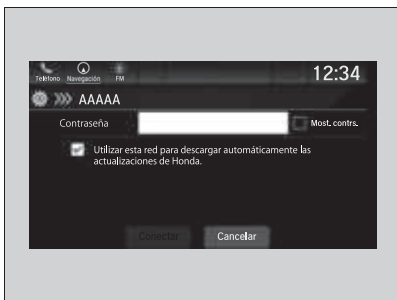 12:34
Teléfono Navegación FM
AAAAA
Contraseña
Most. contrs.
Utilizar esta red para descargar automáticamente las
actualizaciones de Honda.
Conectar Cancelar